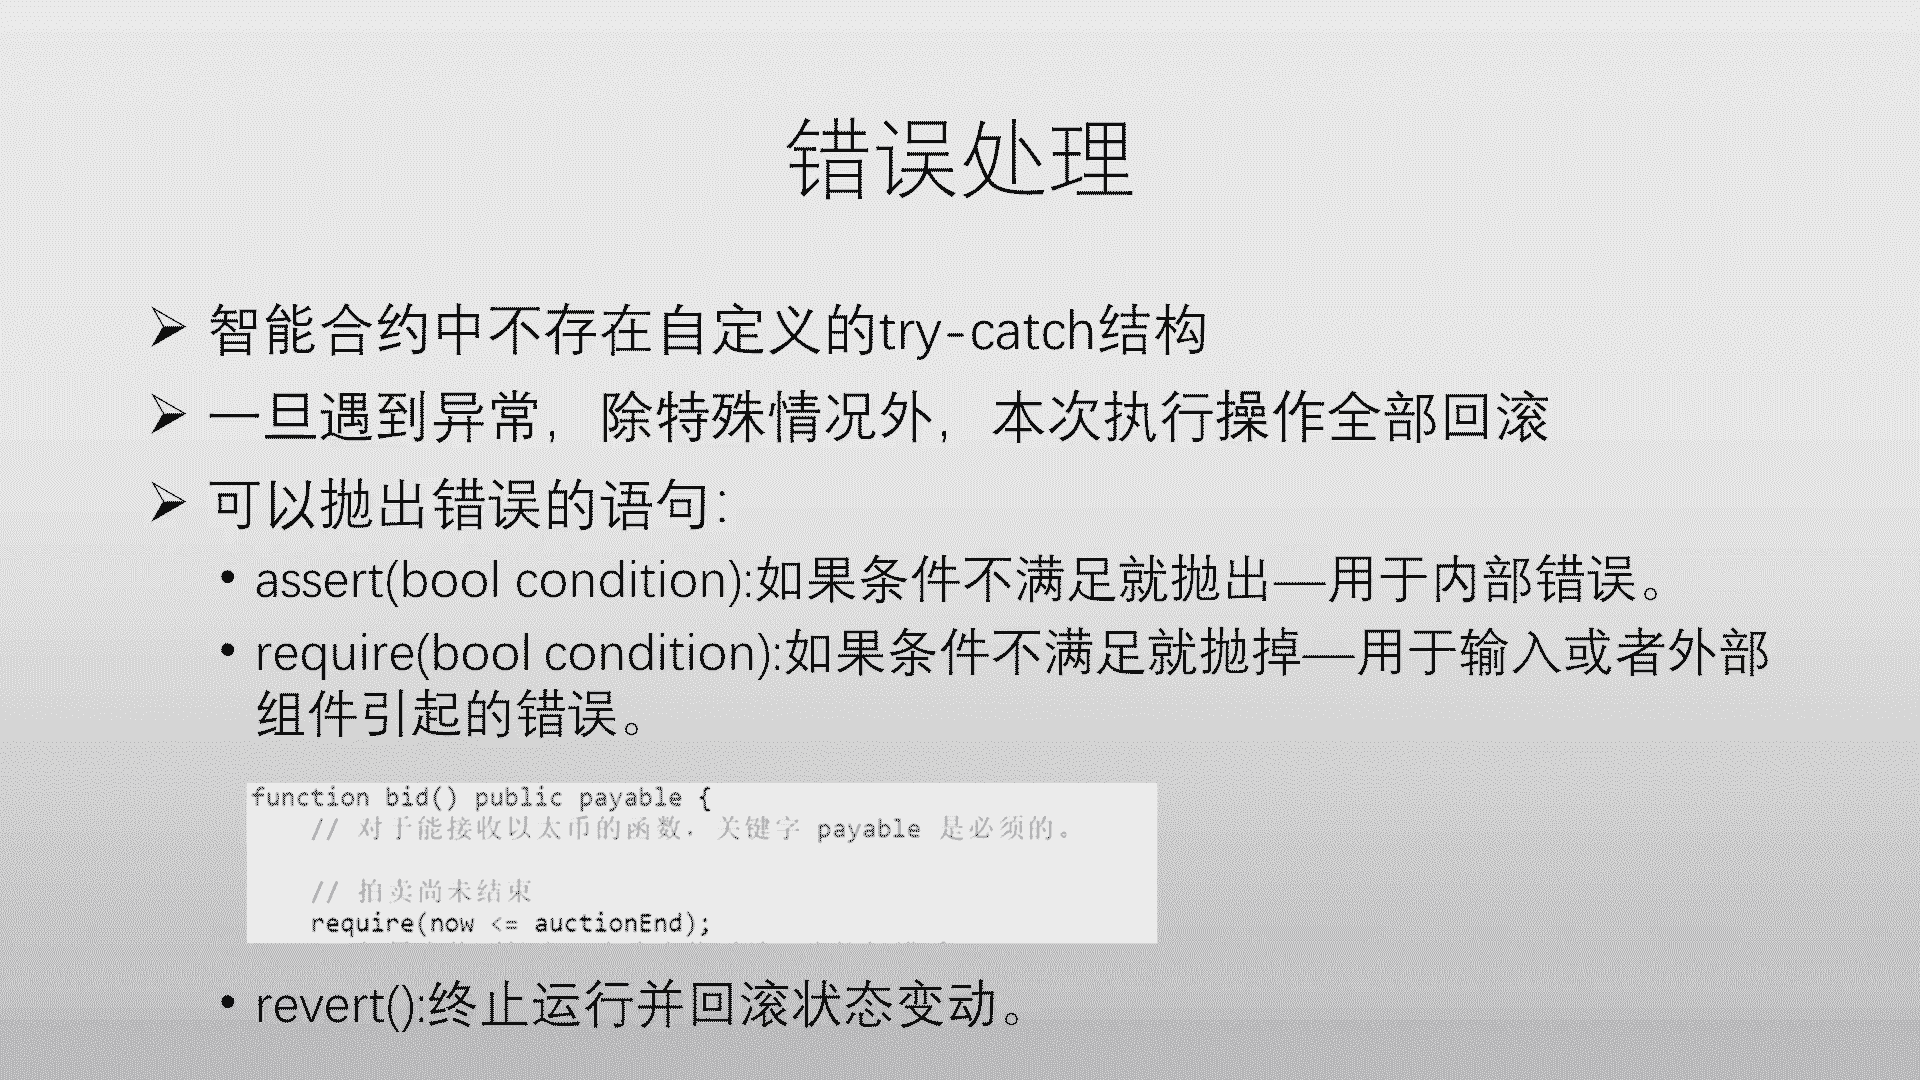 错误处理
智能合约中不存在自定义的try-catch结构
一旦遇到异常，除特殊情况外，本次执行操作全部回滚
可以抛出错误的语句：
assert(bool condition):如果条件不满足就抛出—用于内部错误。
require(bool condition):如果条件不满足就抛掉—用于输入或者外部
组件引起的错误。
function bid() public payable {
// 对于能接收以太币的函数，关键字 payable 是必须的。
// 拍卖尚未结束
require(now <= auctionEnd);
revert():终止运行并回滚状态变动。